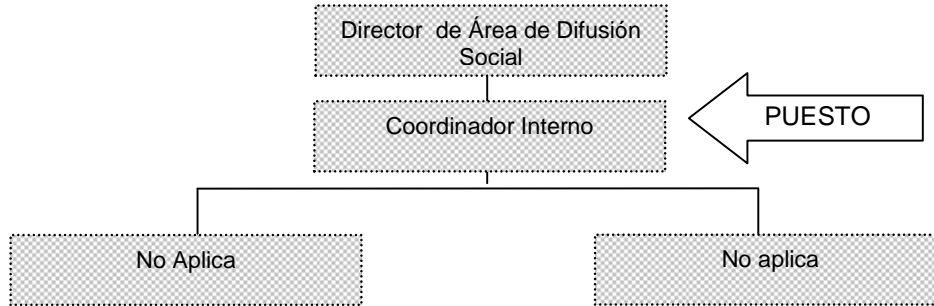 Director de Área de Difusión
Social
Coordinador Interno
PUESTO
No Aplica
No aplica